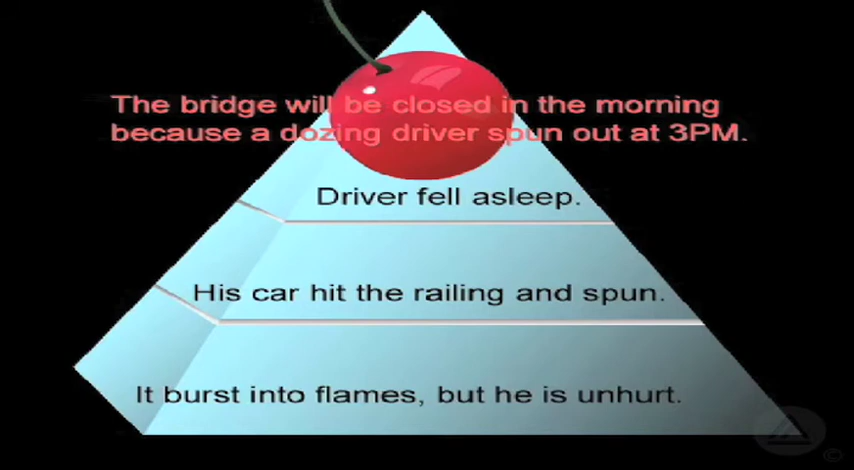 The bridge will be closed in the morning
because a dozing driver spun out at 3PM.
Driver fell asleep.
His car hit the railing and spun.
It burst into flames, but he is unhurt.
©